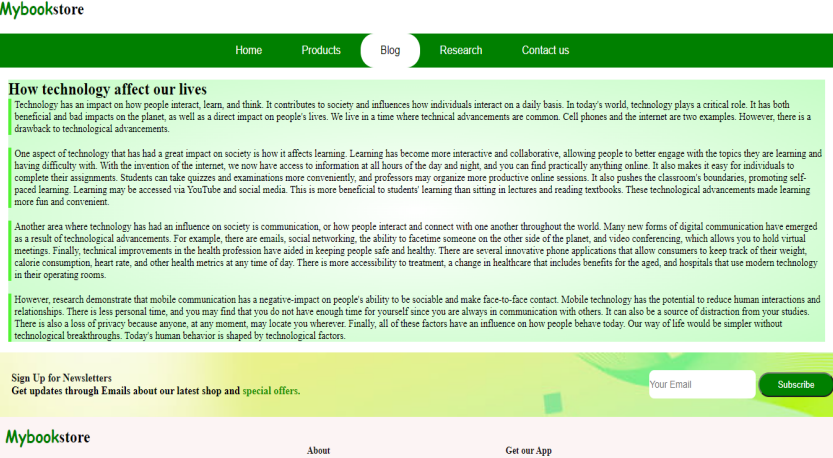 Mybookstore
Home Products Blog Research Contact us
How technology affect our lives
Technology has an impact on how people interact, learn, and think. It contributes to society and influences how individuals interact on a daily basis. In today's world, technology plays a critical role. It has both
beneficial and bad impacts on the planet, as well as a direct impact on people's lives. We live in a time where technical advancements are common. Cell phones and the internet are two examples. However, there is a
drawback to technological advancements.
One aspect of technology that has had a great impact on society is how it affects learning. Learning has become more interactive and collaborative, allowing people to better engage with the topics they are learning and
having difficulty with. With the invention of the internet, we now have access to information at all hours of the day and night, and you can find practically anything online. It also makes it easy for individuals to
complete their assignments. Students can take quizzes and examinations more conveniently, and professors may organize more productive online sessions. It also pushes the classroom's boundaries, promoting self-
paced learning. Learning may be accessed via YouTube and social media. This is more beneficial to students' learning than sitting in lectures and reading textbooks. These technological advancements made learning
more fun and convenient.
Another area where technology has had an influence on society is communication, or how people interact and connect with one another throughout the world. Many new forms of digital communication have emerged
as a result of technological advancements. For example, there are emails, social networking, the ability to facetime someone on the other side of the planet, and video conferencing, which allows you to hold virtual
meetings. Finally, technical improvements in the health profession have aided in keeping people safe and healthy. There are several innovative phone applications that allow consumers to keep track of their weight,
calorie consumption, heart rate, and other health metrics at any time of day. There is more accessibility to treatment, a change in healthcare that includes benefits for the aged, and hospitals that use modern technology
in their operating rooms.
However, research demonstrate that mobile communication has a negative-impact on people's ability to be sociable and make face-to-face contact. Mobile technology has the potential to reduce human interactions and
relationships. There is less personal time, and you may find that you do not have enough time for yourself since you are always in communication with others. It can also be a source of distraction from your studies.
There is also a loss of privacy because anyone, at any moment, may locate you wherever. Finally, all of these factors have an influence on how people behave today. Our way of life would be simpler without
technological breakthroughs. Today's human behavior is shaped by technological factors.
Sign Up for Newsletters
Get updates through Emails about our latest shop and special offers.
Your Email Subscribe
Mybookstore
About Get our App